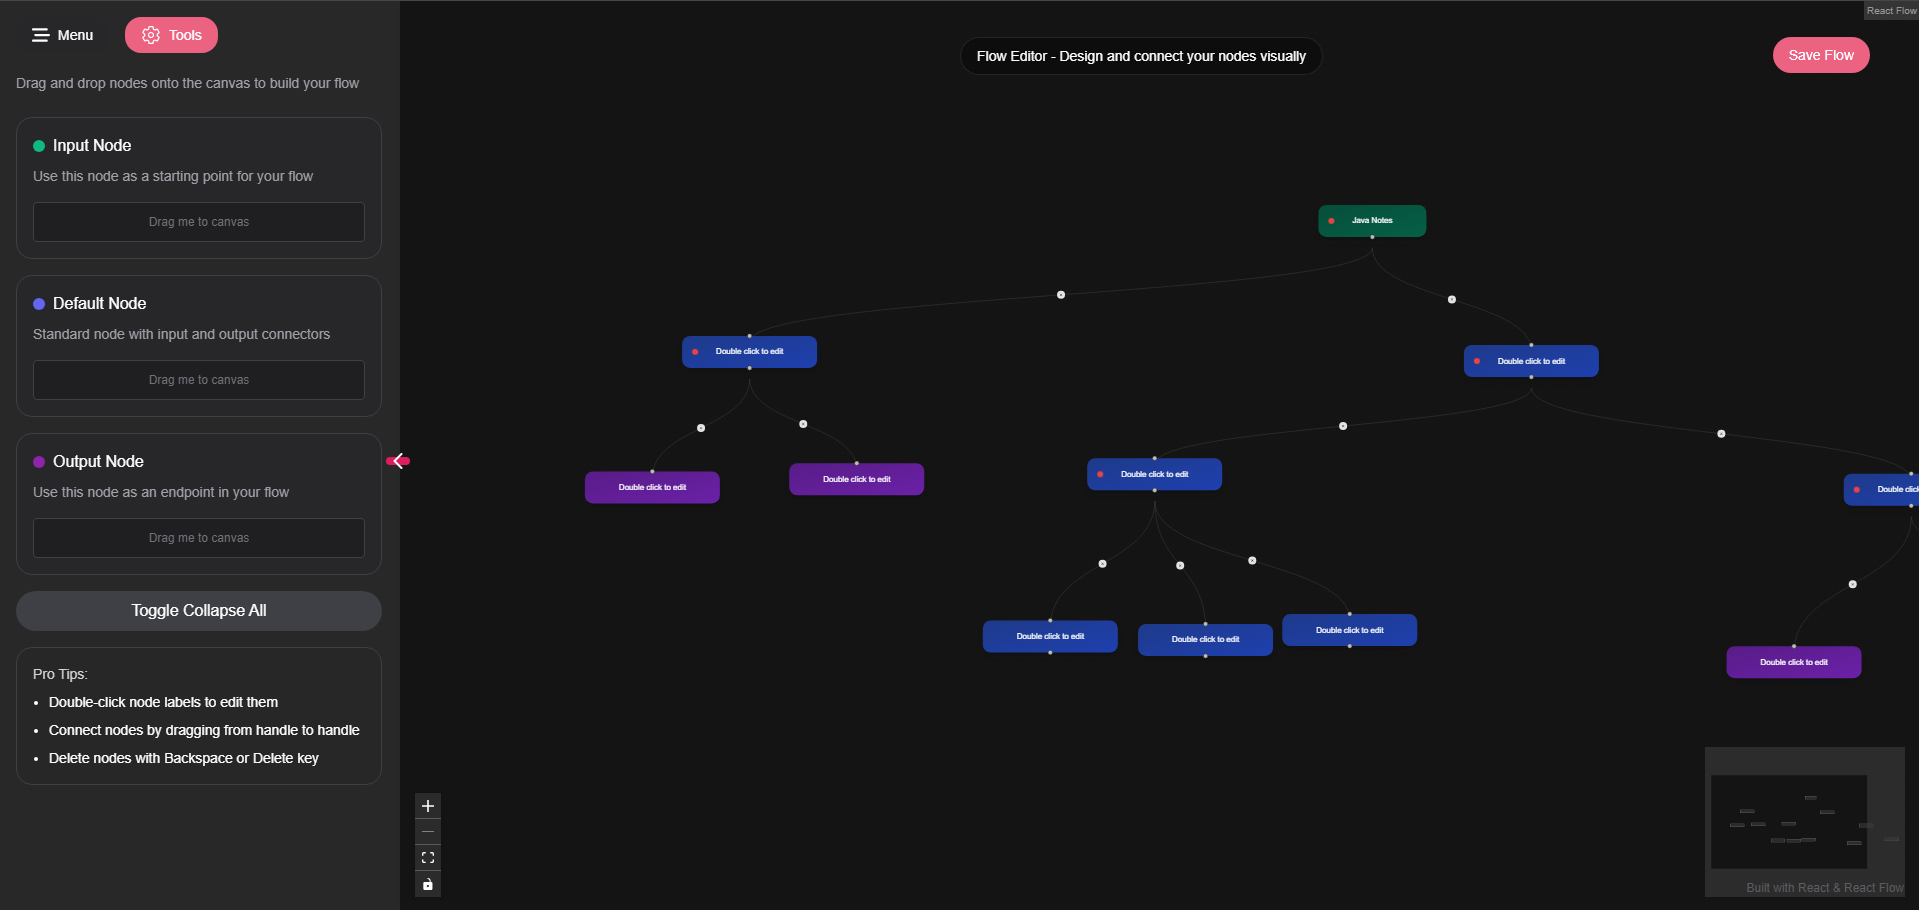 Menu
Tools
Drag and drop nodes onto the canvas to build your flow
Input Node
Use this node as a starting point for your flow
Drag me to canvas
Default Node
Standard node with input and output connectors
Drag me to canvas
Output Node
Use this node as an endpoint in your flow
Drag me to canvas
Toggle Collapse All
Pro Tips:
Double-click node labels to edit them
Connect nodes by dragging from handle to handle
Delete nodes with Backspace or Delete key
React Flow
Flow Editor - Design and connect your nodes visually
Save Flow
Java Notes
Double click to edit
Double click to edit
Double click to edit
Double click to edit
Double click to edit
Double click
Double click to edit
Double click to edit
Double click to edit
Double click to edit
Built with React & React Flow